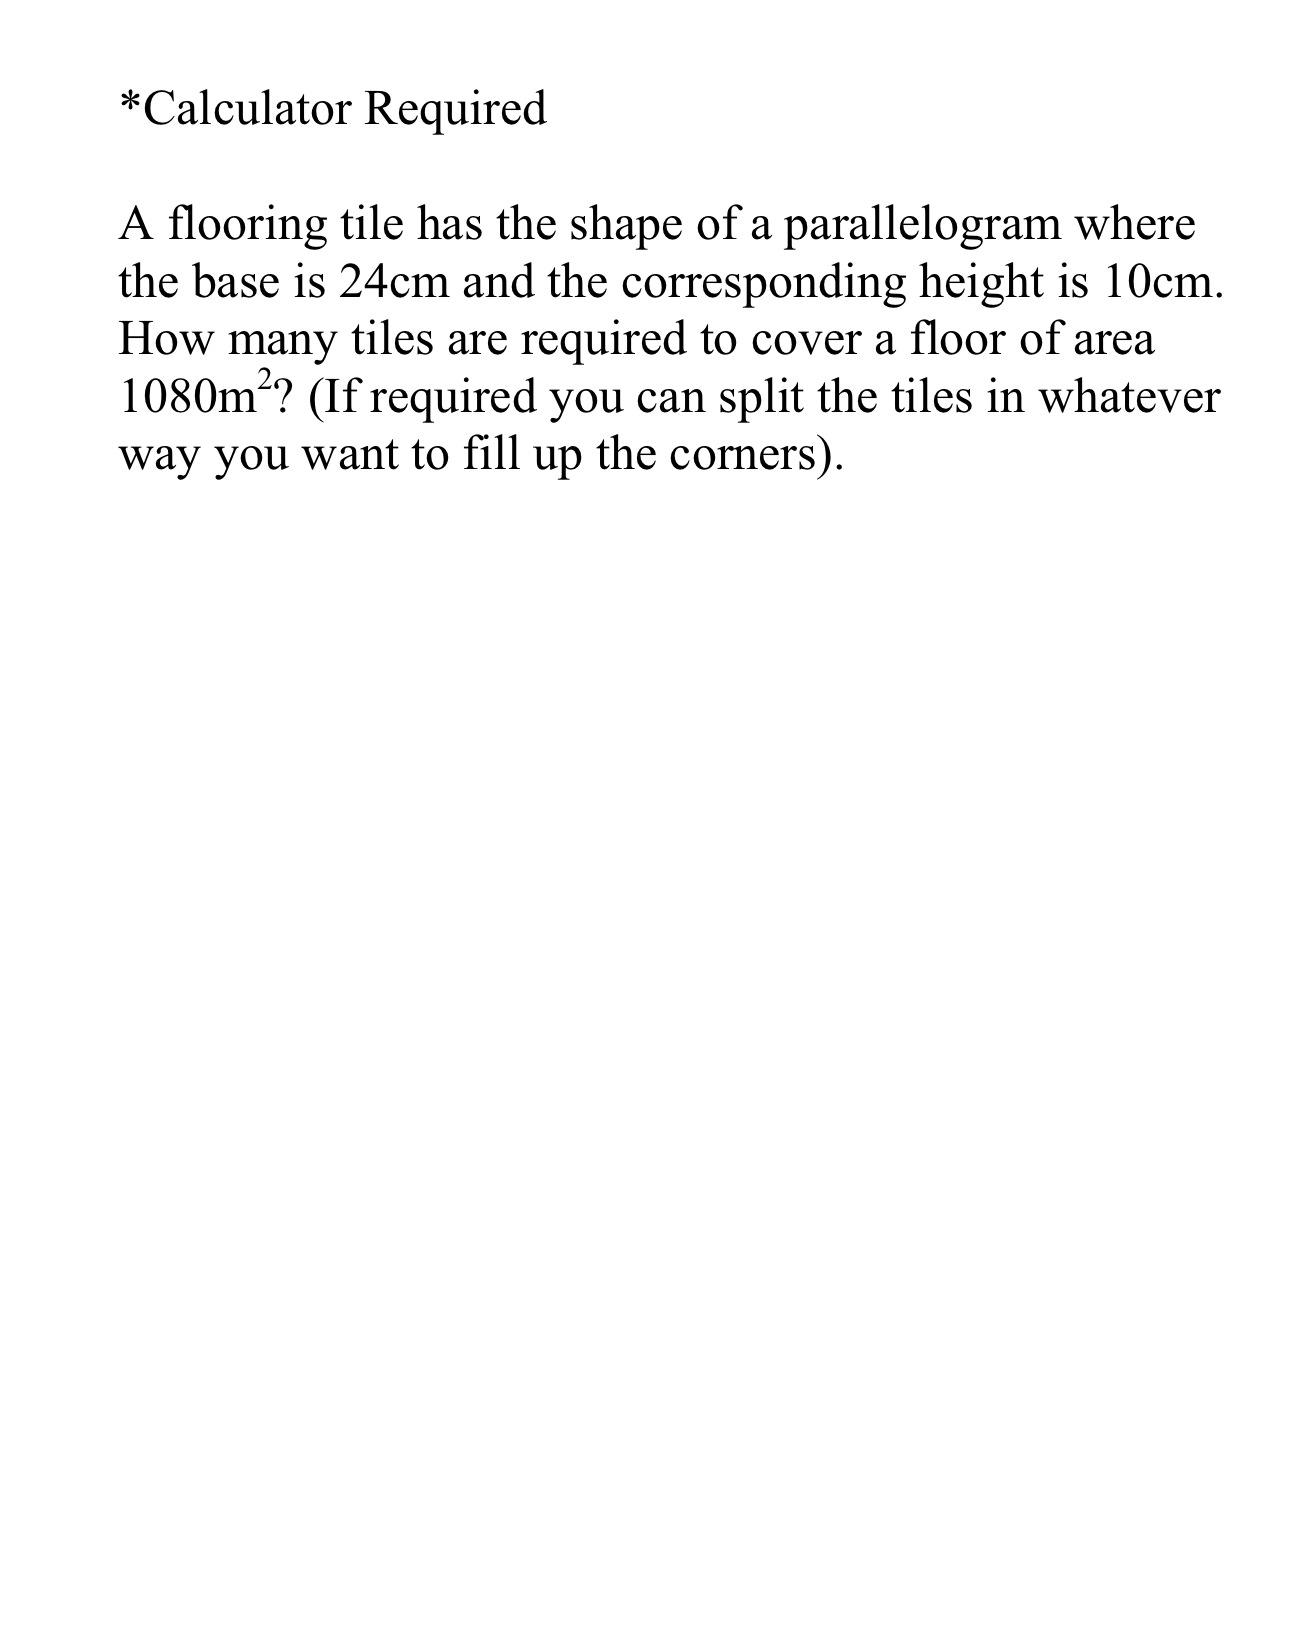 *Calculator Required
A flooring tile has the shape of a parallelogram where
the base is 24cm and the corresponding height is 10cm.
How many tiles are required to cover a floor of area
1080m²? (If required you can split the tiles in whatever
way you want to fill up the corners).